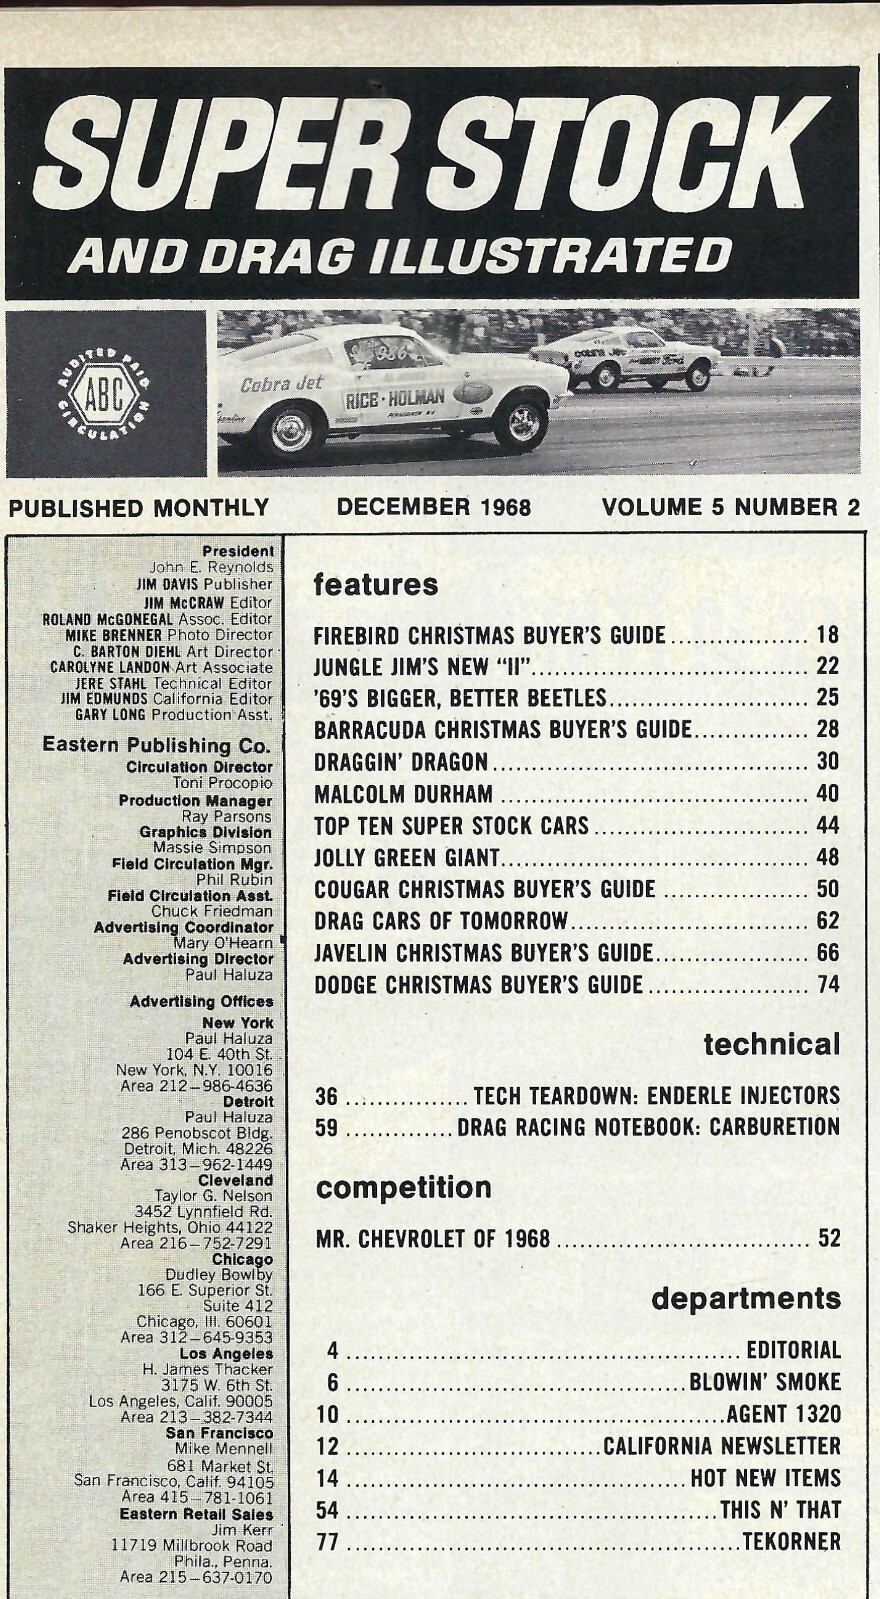 SUPER STOCK
AND DRAG ILLUSTRATED
AUDITED PAID
ABC
CIRCULATION
Cobra Jet
986
RICE-HOLMAN
Cobra Jet
Ford
PUBLISHED MONTHLY DECEMBER 1968 VOLUME 5 NUMBER 2
President
John E. Reynolds
JIM DAVIS Publisher
JIM McCRAW Editor
ROLAND McGONEGAL Assoc. Editor
MIKE BRENNER Photo Director
C. BARTON DIEHL Art Director
CAROLYNE LANDON Art Associate
JERE STAHL Technical Editor
JIM EDMUNDS California Editor
GARY LONG Production Asst.
Eastern Publishing Co.
Circulation Director
Toni Procopio
Production Manager
Ray Parsons
Graphics Division
Massie Simpson
Field Circulation Mgr.
Phil Rubin
Field Circulation Asst.
Chuck Friedman
Advertising Coordinator
Mary O'Hearn
Advertising Director
Paul Haluza
Advertising Offices
New York
Paul Haluza
104 E. 40th St.
New York, N.Y. 10016
Area 212–986-4636
Detroit
Paul Haluza
286 Penobscot Bldg.
Detroit, Mich. 48226
Area 313–962-1449
Cleveland
Taylor G. Nelson
3452 Lynnfield Rd.
Shaker Heights, Ohio 44122
Area 216–752-7291
Chicago
Dudley Bowlby
166 E. Superior St.
Suite 412
Chicago, Ill. 60601
Area 312–645-9353
Los Angeles
H. James Thacker
3175 W. 6th St.
Los Angeles, Calif. 90005
Area 213–382-7344
San Francisco
Mike Mennell
681 Market St.
San Francisco, Calif. 94105
Area 415–781-1061
Eastern Retail Sales
Jim Kerr
11719 Millbrook Road
Phila., Penna.
Area 215–637-0170
features
FIREBIRD CHRISTMAS BUYER'S GUIDE .................. 18
JUNGLE JIM'S NEW “II” .................. 22
'69'S BIGGER, BETTER BEETLES .................. 25
BARRACUDA CHRISTMAS BUYER'S GUIDE .................. 28
DRAGGIN' DRAGON .................. 30
MALCOLM DURHAM .................. 40
TOP TEN SUPER STOCK CARS .................. 44
JOLLY GREEN GIANT .................. 48
COUGAR CHRISTMAS BUYER'S GUIDE .................. 50
DRAG CARS OF TOMORROW .................. 62
JAVELIN CHRISTMAS BUYER'S GUIDE .................. 66
DODGE CHRISTMAS BUYER'S GUIDE .................. 74
technical
36 ................ TECH TEARDOWN: ENDERLE INJECTORS
59 .............. DRAG RACING NOTEBOOK: CARBURETION
competition
MR. CHEVROLET OF 1968 .................. 52
departments
4 .................. EDITORIAL
6 .................. BLOWIN' SMOKE
10 .................. AGENT 1320
12 .................. CALIFORNIA NEWSLETTER
14 .................. HOT NEW ITEMS
54 .................. THIS N' THAT
77 .................. TEKORNER